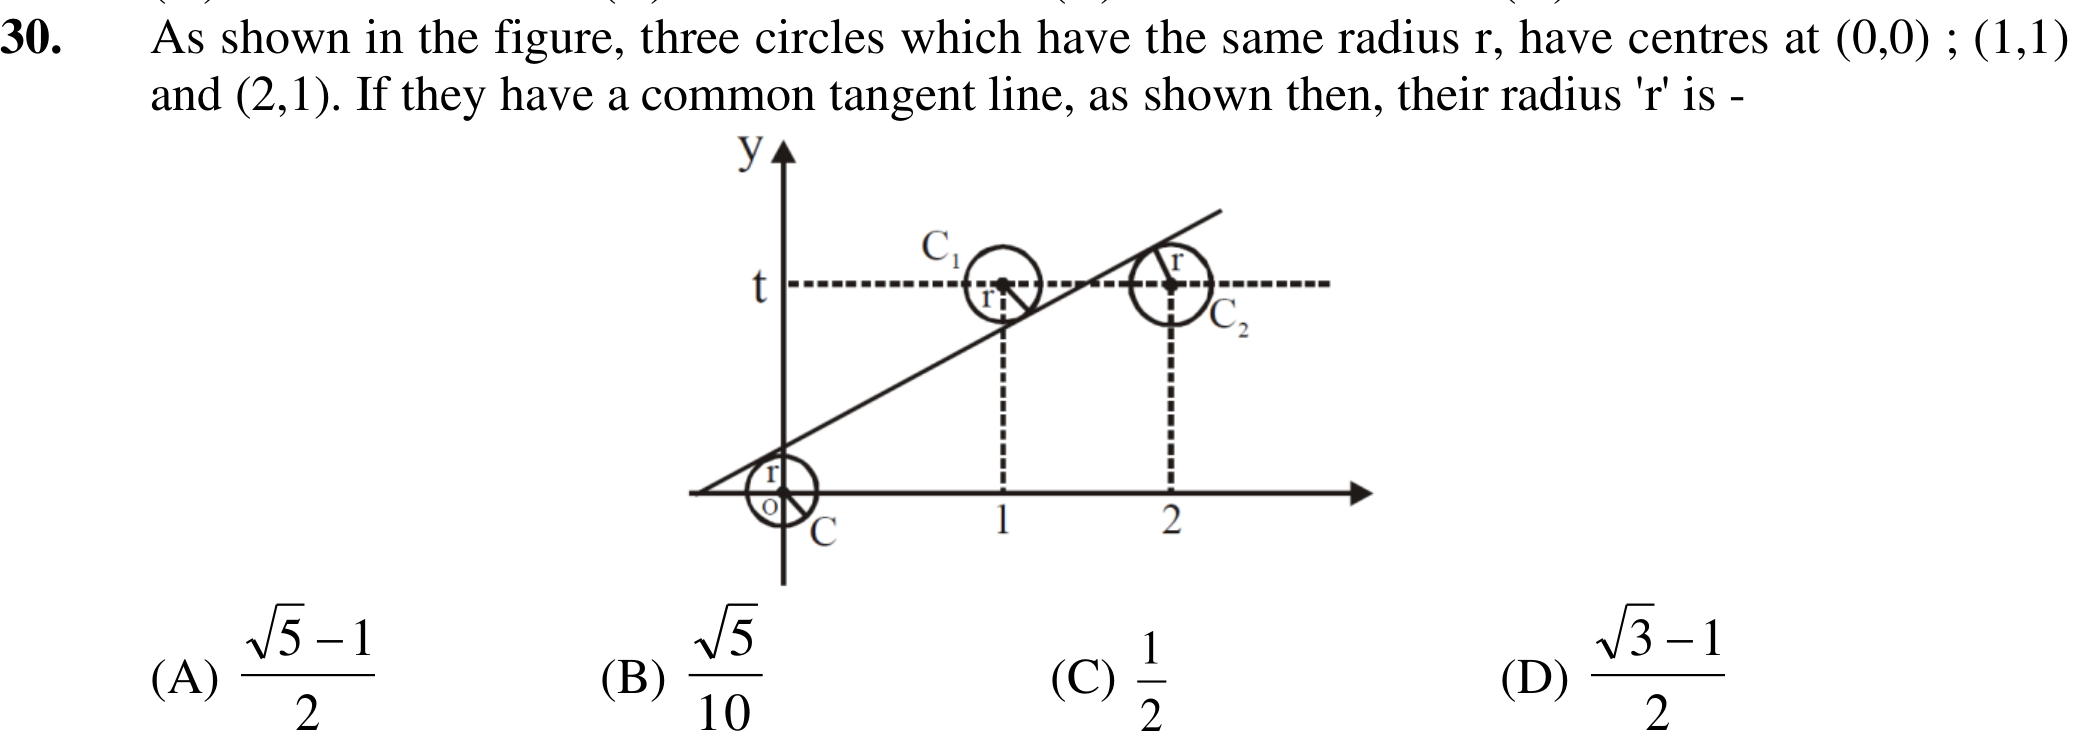 30. As shown in the figure, three circles which have the same radius r, have centres at (0,0) ; (1,1)
and (2,1). If they have a common tangent line, as shown then, their radius 'r' is -
y
C₁
r
t
r
C₂
r
o
C
1
2
(A) \frac{\sqrt{5}-1}{2} (B) \frac{\sqrt{5}}{10} (C) \frac{1}{2} (D) \frac{\sqrt{3}-1}{2}